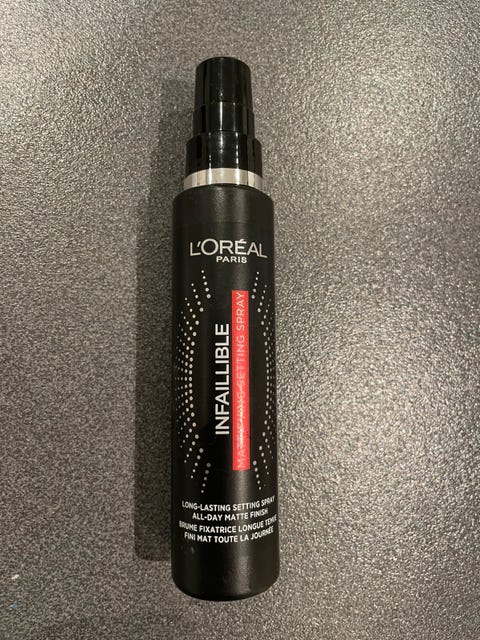 L'ORÉAL
PARIS
INFAILLIBLE
SETTING SPRAY
LONG-LASTING SETTING SPRAY
ALL-DAY MATTE FINISH
BRUME FIXATRICE LONGUE TENUE
FINI MAT TOUTE LA JOURNÉE